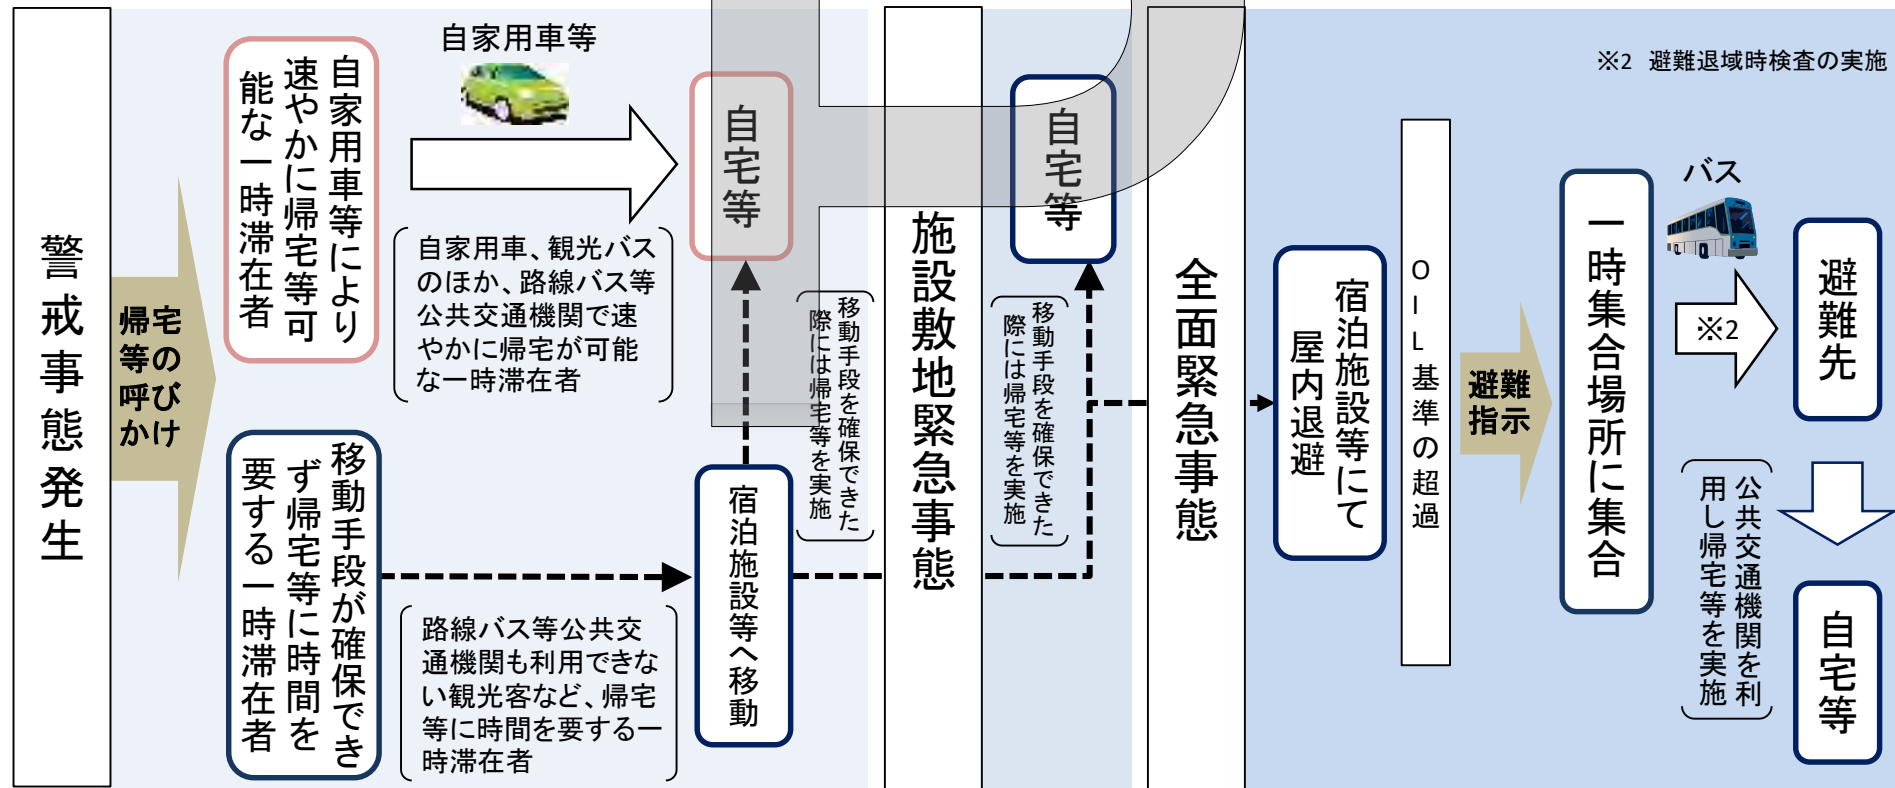 警戒事態発生
帰宅
等の
呼び
かけ
自家用車等により
速やかに帰宅等可
能な一時滞在者
自家用車等
自家用車、観光バス
のほか、路線バス等
公共交通機関で速
やかに帰宅が可能
な一時滞在者
自宅等
移動手段が確保でき
ず帰宅等に時間を
要する一時滞在者
路線バス等公共交
通機関も利用できな
い観光客など、帰宅
等に時間を要する一
時滞在者
宿泊施設等へ移動
移動手段を確保できた
際には帰宅等を実施
施設敷地緊急事態
自宅等
移動手段を確保できた
際には帰宅等を実施
全面緊急事態
宿泊施設等にて
屋内退避
OIL基準の超過
避難
指示
一時集合場所に集合
※2 避難退域時検査の実施
バス
※2
避難先
公共交通機関を利
用し帰宅等を実施
自宅等